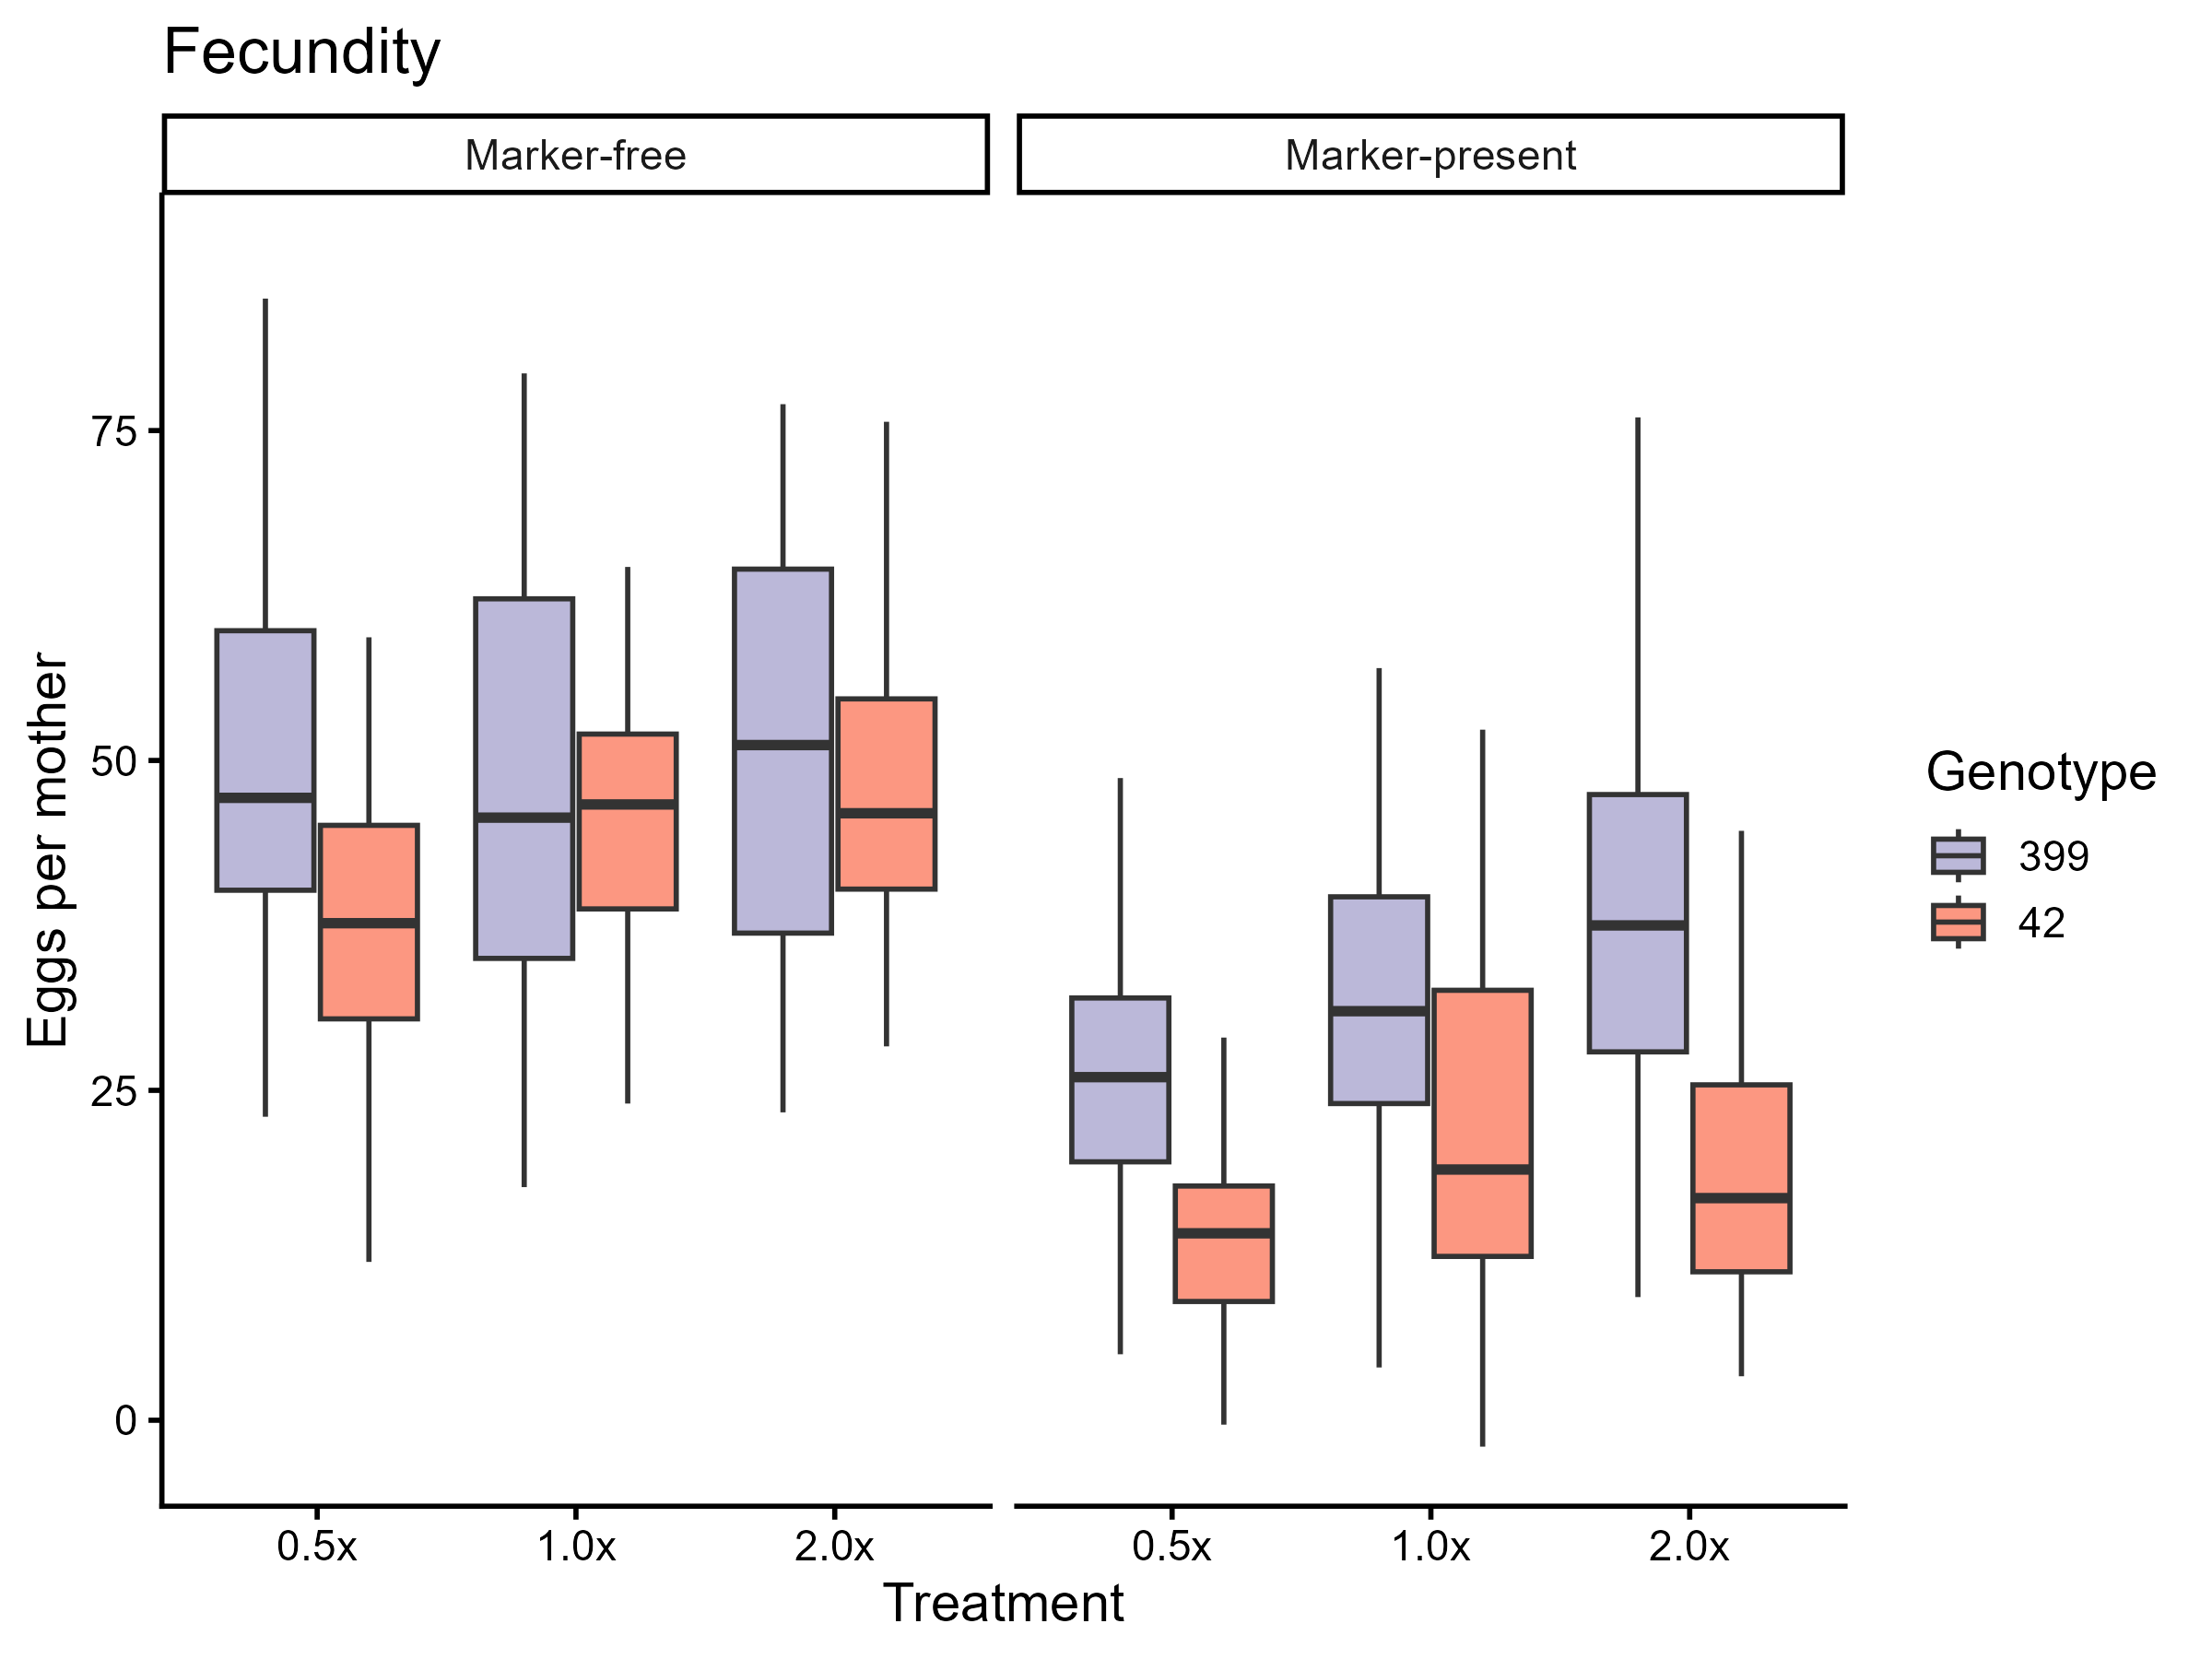 Fecundity
Marker-free
Marker-present
Eggs per mother
75
50
25
0
0.5x 1.0x 2.0x
0.5x 1.0x 2.0x
Treatment
Genotype
399
42